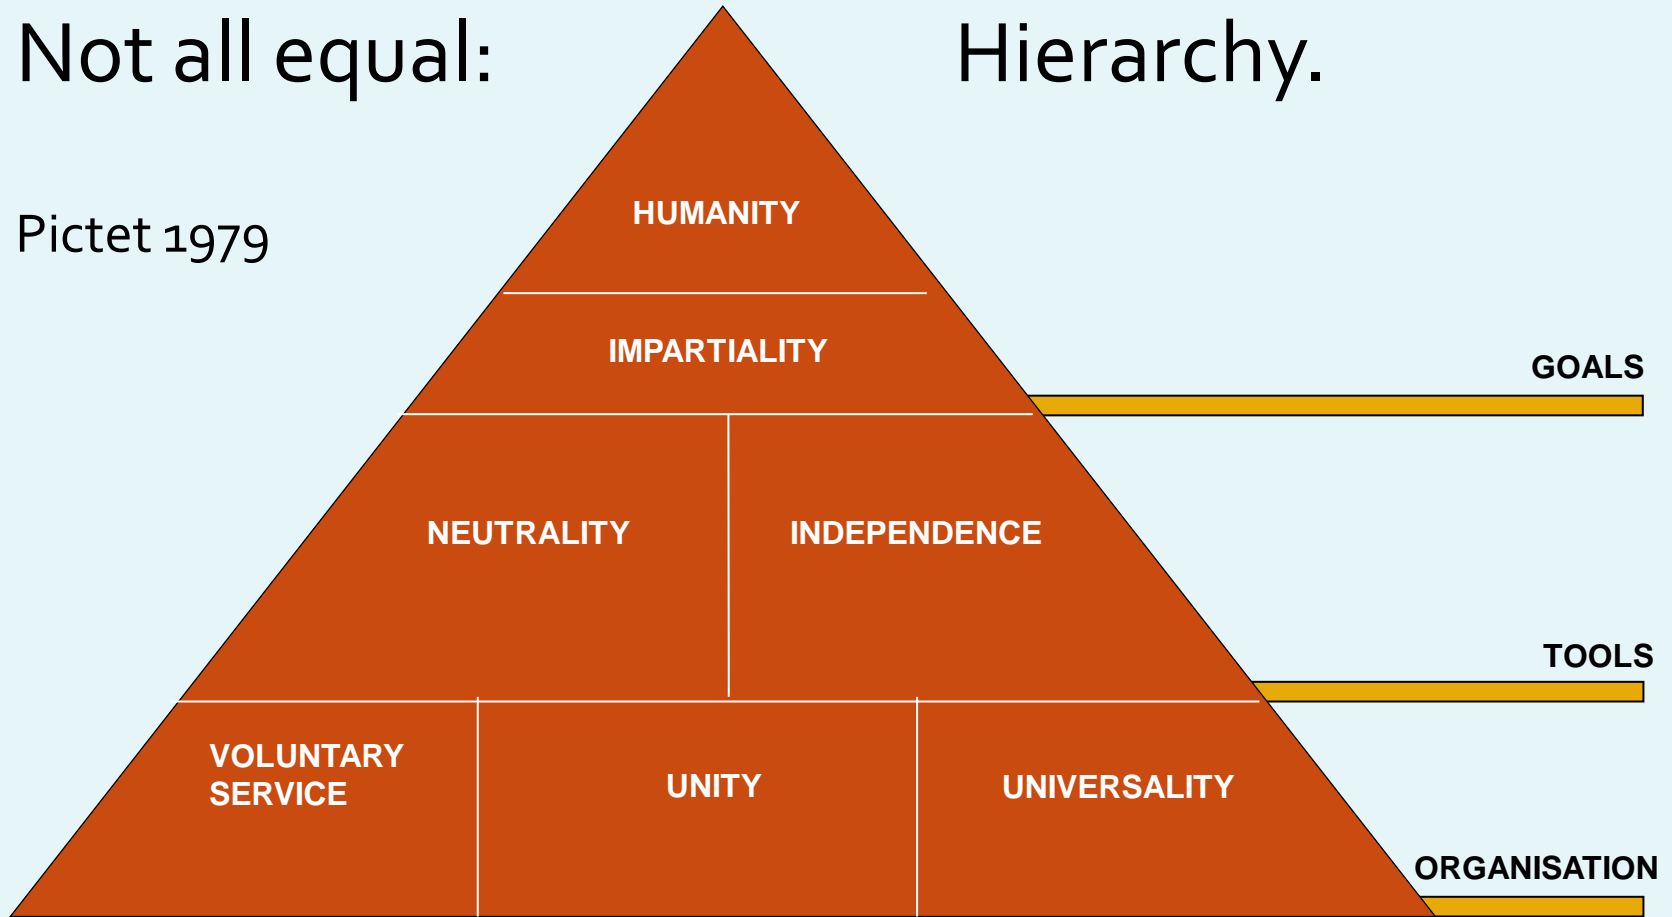 Not all equal: Hierarchy.
Pictet 1979
HUMANITY
IMPARTIALITY
GOALS
NEUTRALITY INDEPENDENCE
TOOLS
VOLUNTARY
SERVICE
UNITY UNIVERSALITY
ORGANISATION